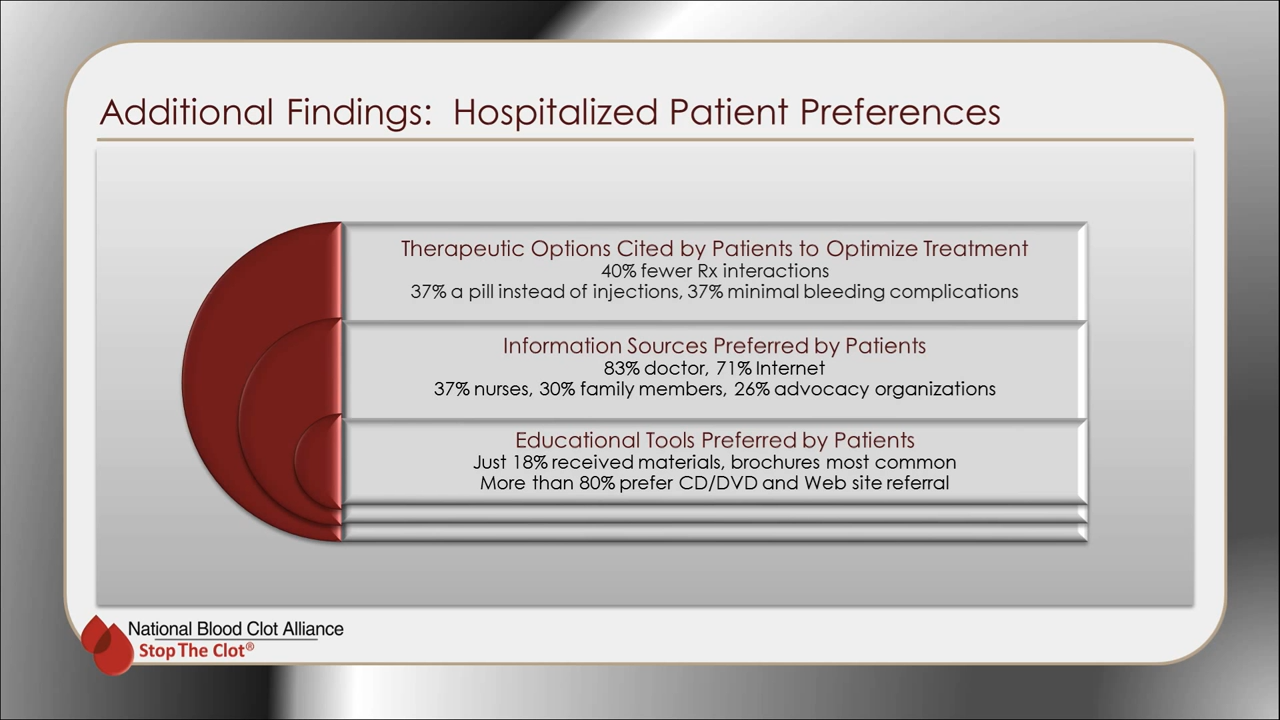 Additional Findings:  Hospitalized Patient Preferences
Therapeutic Options Cited by Patients to Optimize Treatment
40% fewer Rx interactions
37% a pill instead of injections, 37% minimal bleeding complications
Information Sources Preferred by Patients
83% doctor, 71% Internet
37% nurses, 30% family members, 26% advocacy organizations
Educational Tools Preferred by Patients
Just 18% received materials, brochures most common
More than 80% prefer CD/DVD and Web site referral
National Blood Clot Alliance
Stop The Clot®